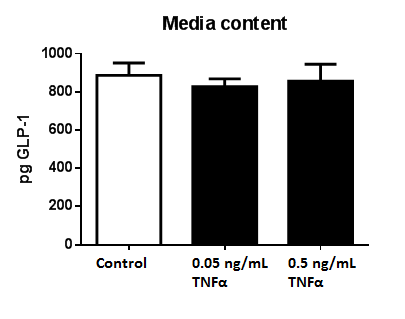 Media content
pg GLP-1
1000
800
600
400
200
0
Control
0.05 ng/mL
TNFα
0.5 ng/mL
TNFα